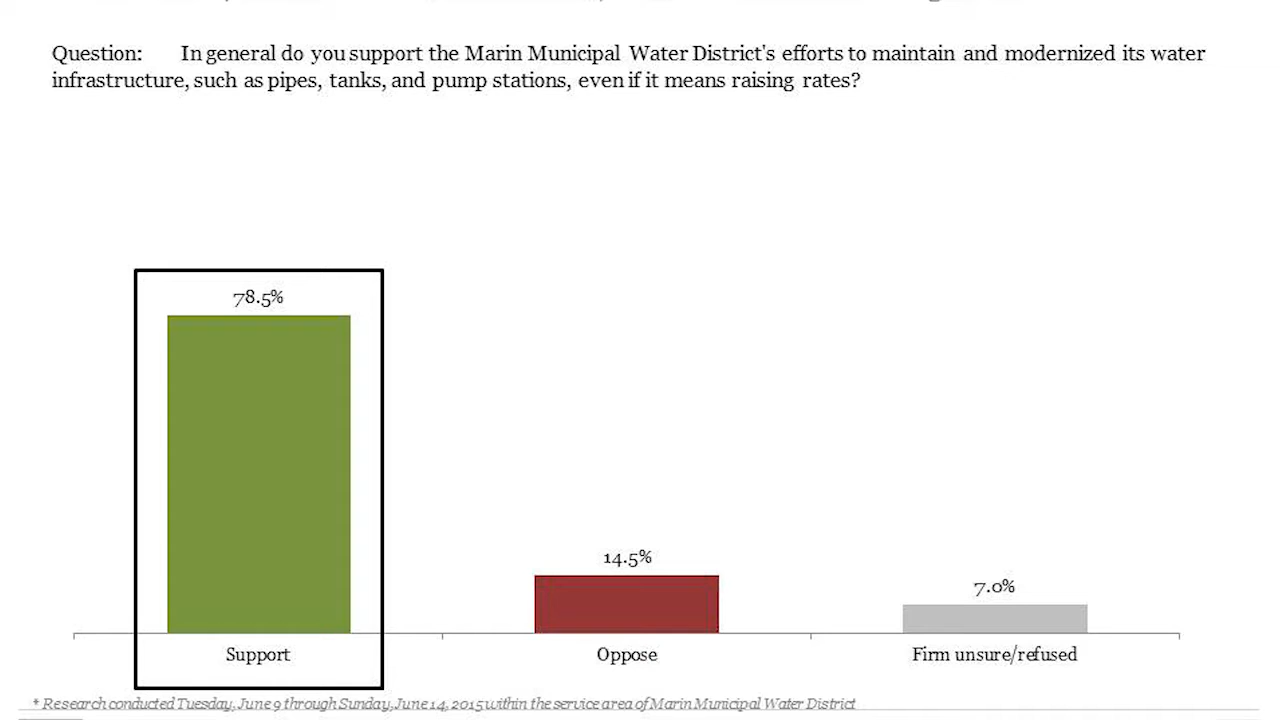 Question: In general do you support the Marin Municipal Water District's efforts to maintain and modernized its water
infrastructure, such as pipes, tanks, and pump stations, even if it means raising rates?
78.5%
14.5%
7.0%
Support
Oppose
Firm unsure/refused
* Research conducted Tuesday, June 9 through Sunday, June 14, 2015 within the service area of Marin Municipal Water District